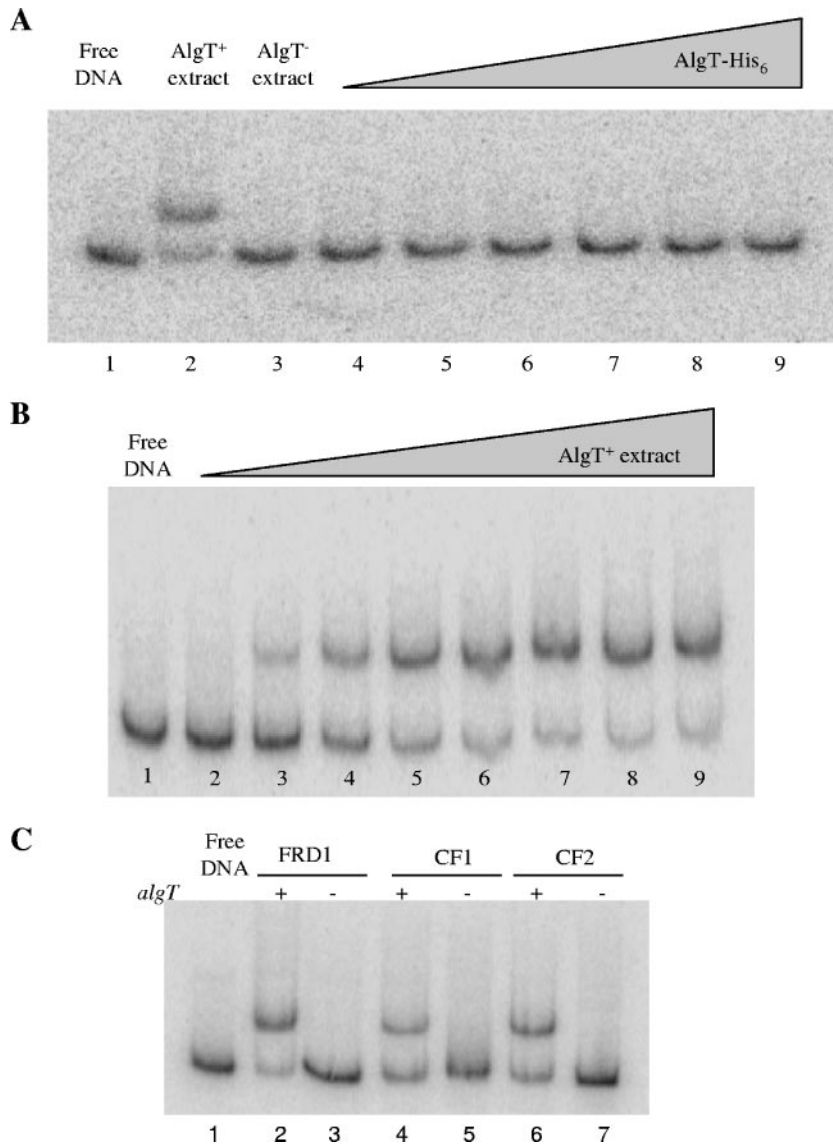 A
Free DNA
AlgT⁺ extract
AlgT⁻ extract
AlgT-His₆
1 2 3 4 5 6 7 8 9
B
Free DNA
AlgT⁺ extract
1 2 3 4 5 6 7 8 9
C
Free DNA
FRD1 CF1 CF2
algT + - + - + -
1 2 3 4 5 6 7